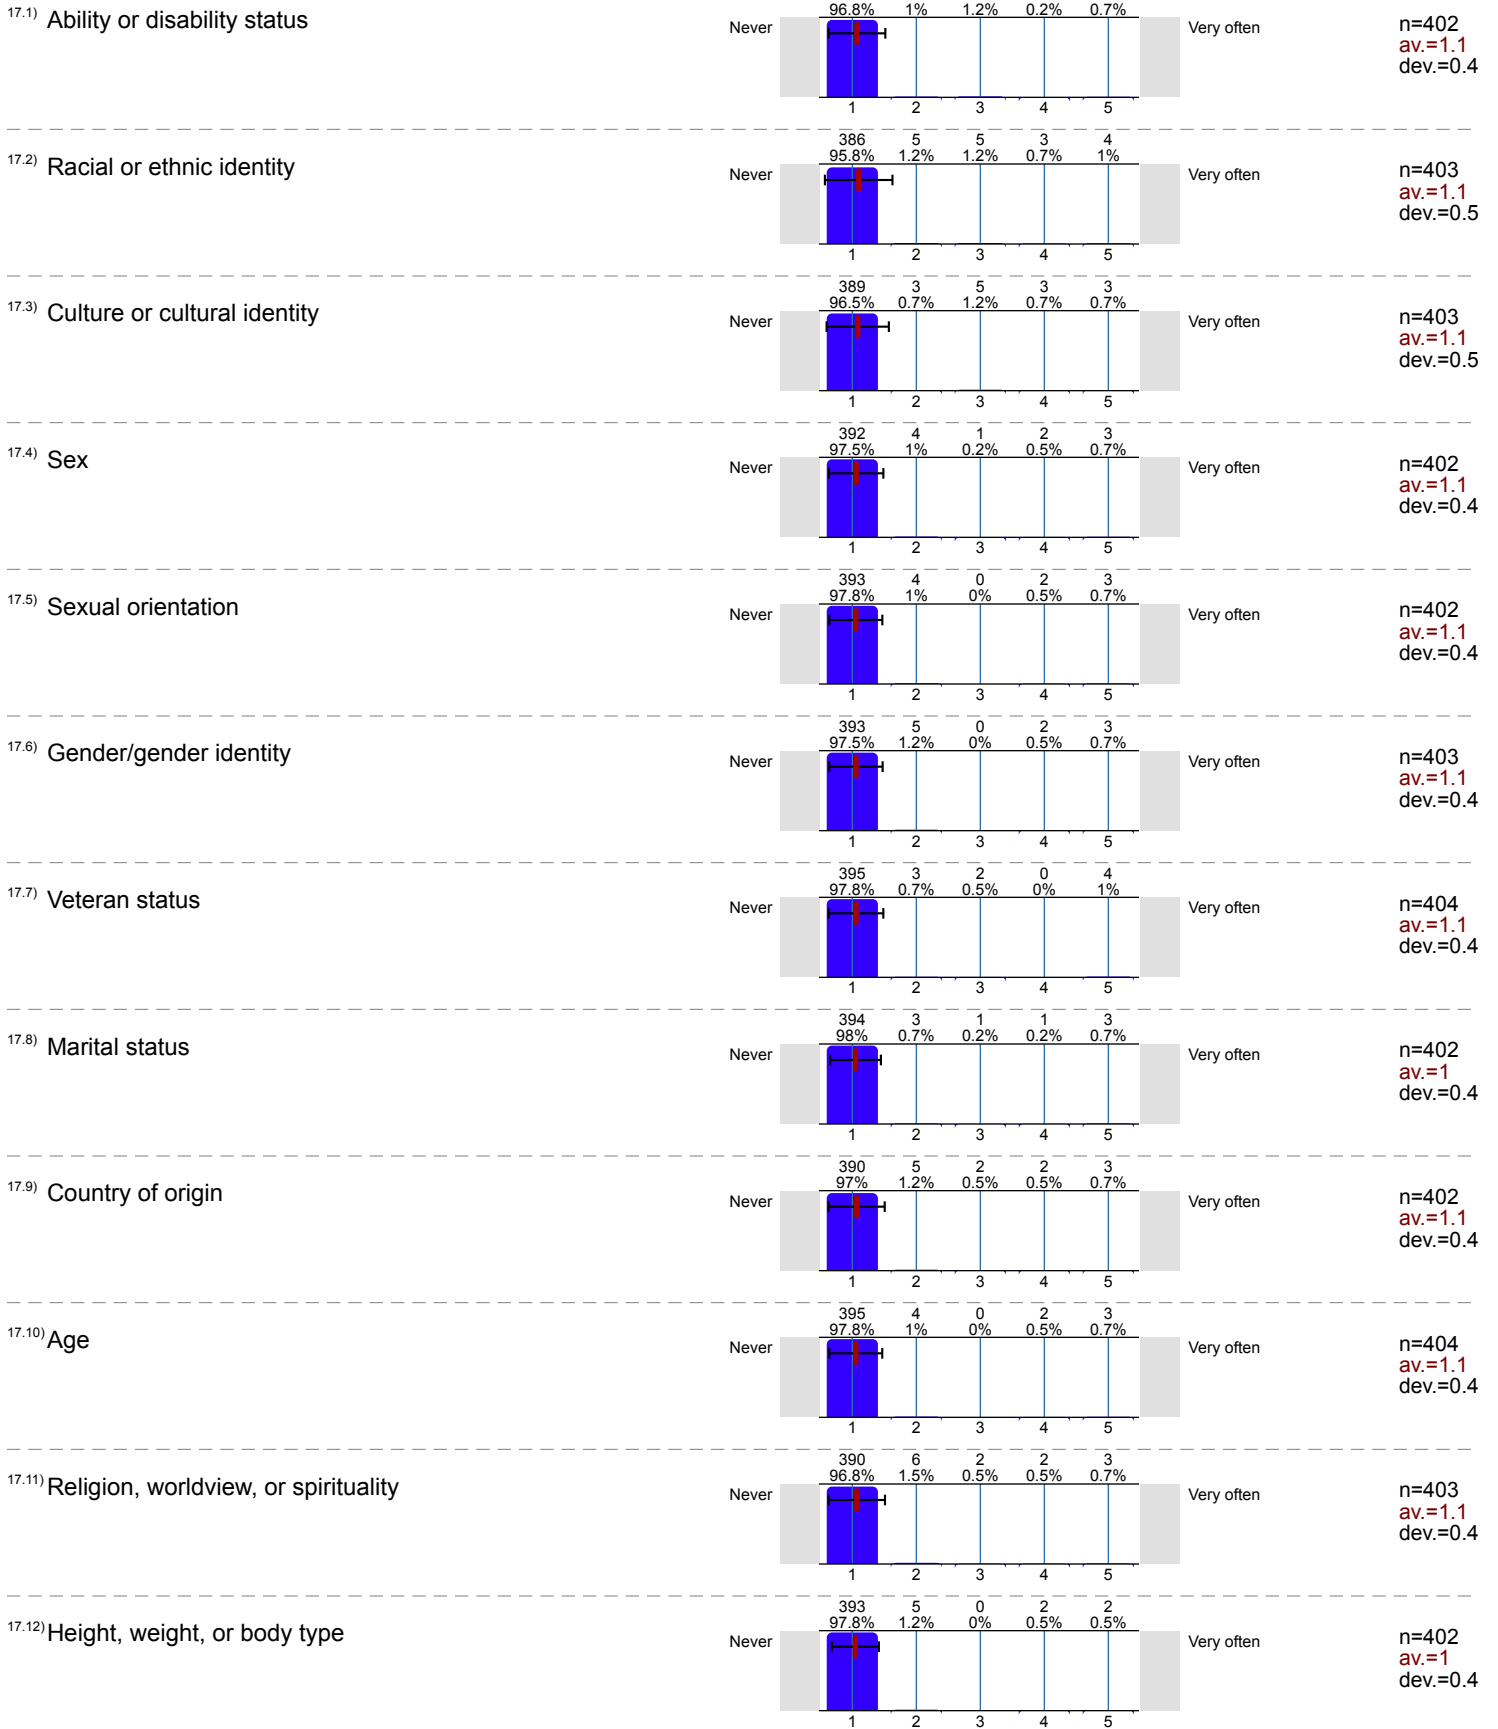 96.8% 1% 1.2% 0.2% 0.7%
17.1) Ability or disability status
Never Very often
n=402
av.=1.1
dev.=0.4
1 2 3 4 5
386 5 5 3 4
95.8% 1.2% 1.2% 0.7% 1%
17.2) Racial or ethnic identity
Never Very often
n=403
av.=1.1
dev.=0.5
1 2 3 4 5
389 3 5 3 3
96.5% 0.7% 1.2% 0.7% 0.7%
17.3) Culture or cultural identity
Never Very often
n=403
av.=1.1
dev.=0.5
1 2 3 4 5
392 4 1 2 3
97.5% 1% 0.2% 0.5% 0.7%
17.4) Sex
Never Very often
n=402
av.=1.1
dev.=0.4
1 2 3 4 5
393 4 0 2 3
97.8% 1% 0% 0.5% 0.7%
17.5) Sexual orientation
Never Very often
n=402
av.=1.1
dev.=0.4
1 2 3 4 5
393 5 0 2 3
97.5% 1.2% 0% 0.5% 0.7%
17.6) Gender/gender identity
Never Very often
n=403
av.=1.1
dev.=0.4
1 2 3 4 5
395 3 2 0 4
97.8% 0.7% 0.5% 0% 1%
17.7) Veteran status
Never Very often
n=404
av.=1.1
dev.=0.4
1 2 3 4 5
394 3 1 1 3
98% 0.7% 0.2% 0.2% 0.7%
17.8) Marital status
Never Very often
n=402
av.=1
dev.=0.4
1 2 3 4 5
390 5 2 2 3
97% 1.2% 0.5% 0.5% 0.7%
17.9) Country of origin
Never Very often
n=402
av.=1.1
dev.=0.4
1 2 3 4 5
395 4 0 2 3
97.8% 1% 0% 0.5% 0.7%
17.10) Age
Never Very often
n=404
av.=1.1
dev.=0.4
1 2 3 4 5
390 6 2 2 3
96.8% 1.5% 0.5% 0.5% 0.7%
17.11) Religion, worldview, or spirituality
Never Very often
n=403
av.=1.1
dev.=0.4
1 2 3 4 5
393 5 0 2 2
97.8% 1.2% 0% 0.5% 0.5%
17.12) Height, weight, or body type
Never Very often
n=402
av.=1
dev.=0.4
1 2 3 4 5